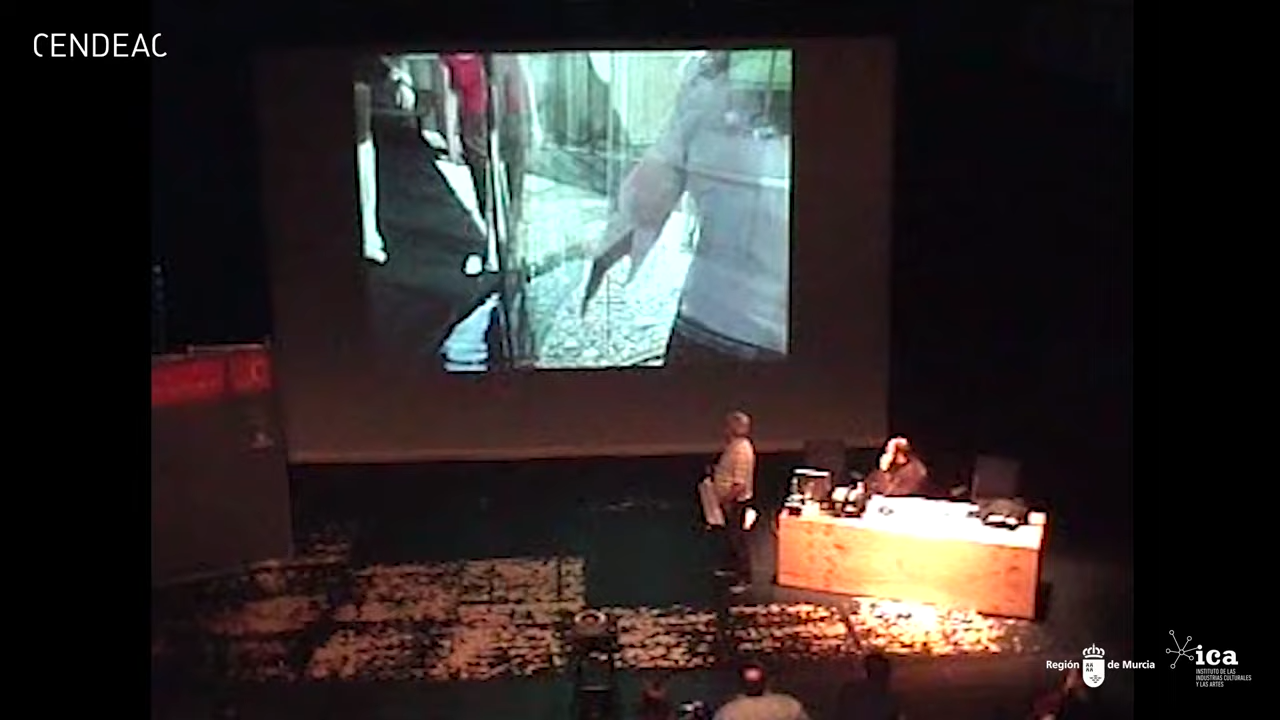 CENDEAC
Región de Murcia
ica
INSTITUTO DE LAS
INDUSTRIAS CULTURALES
Y LAS ARTES